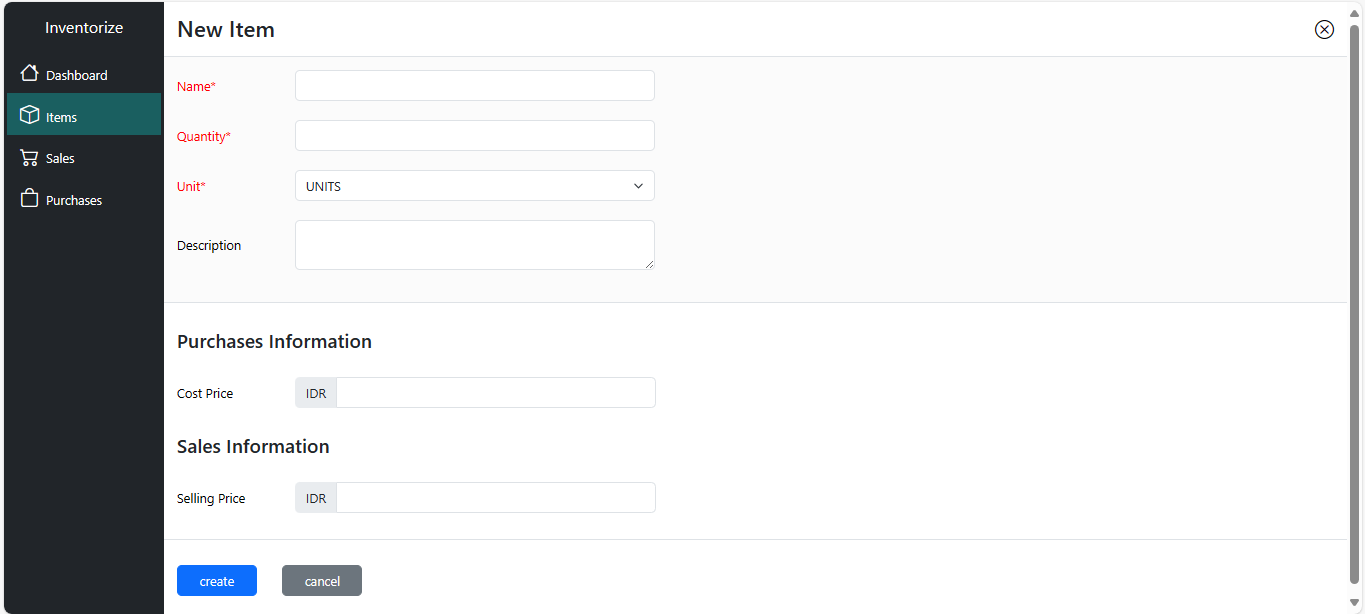 Inventorize
Dashboard
Items
Sales
Purchases
New Item
Name*
Quantity*
Unit*
UNITS
Description
Purchases Information
Cost Price
IDR
Sales Information
Selling Price
IDR
create
cancel